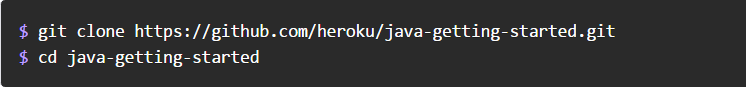 $ git clone https://github.com/heroku/java-getting-started.git
$ cd java-getting-started